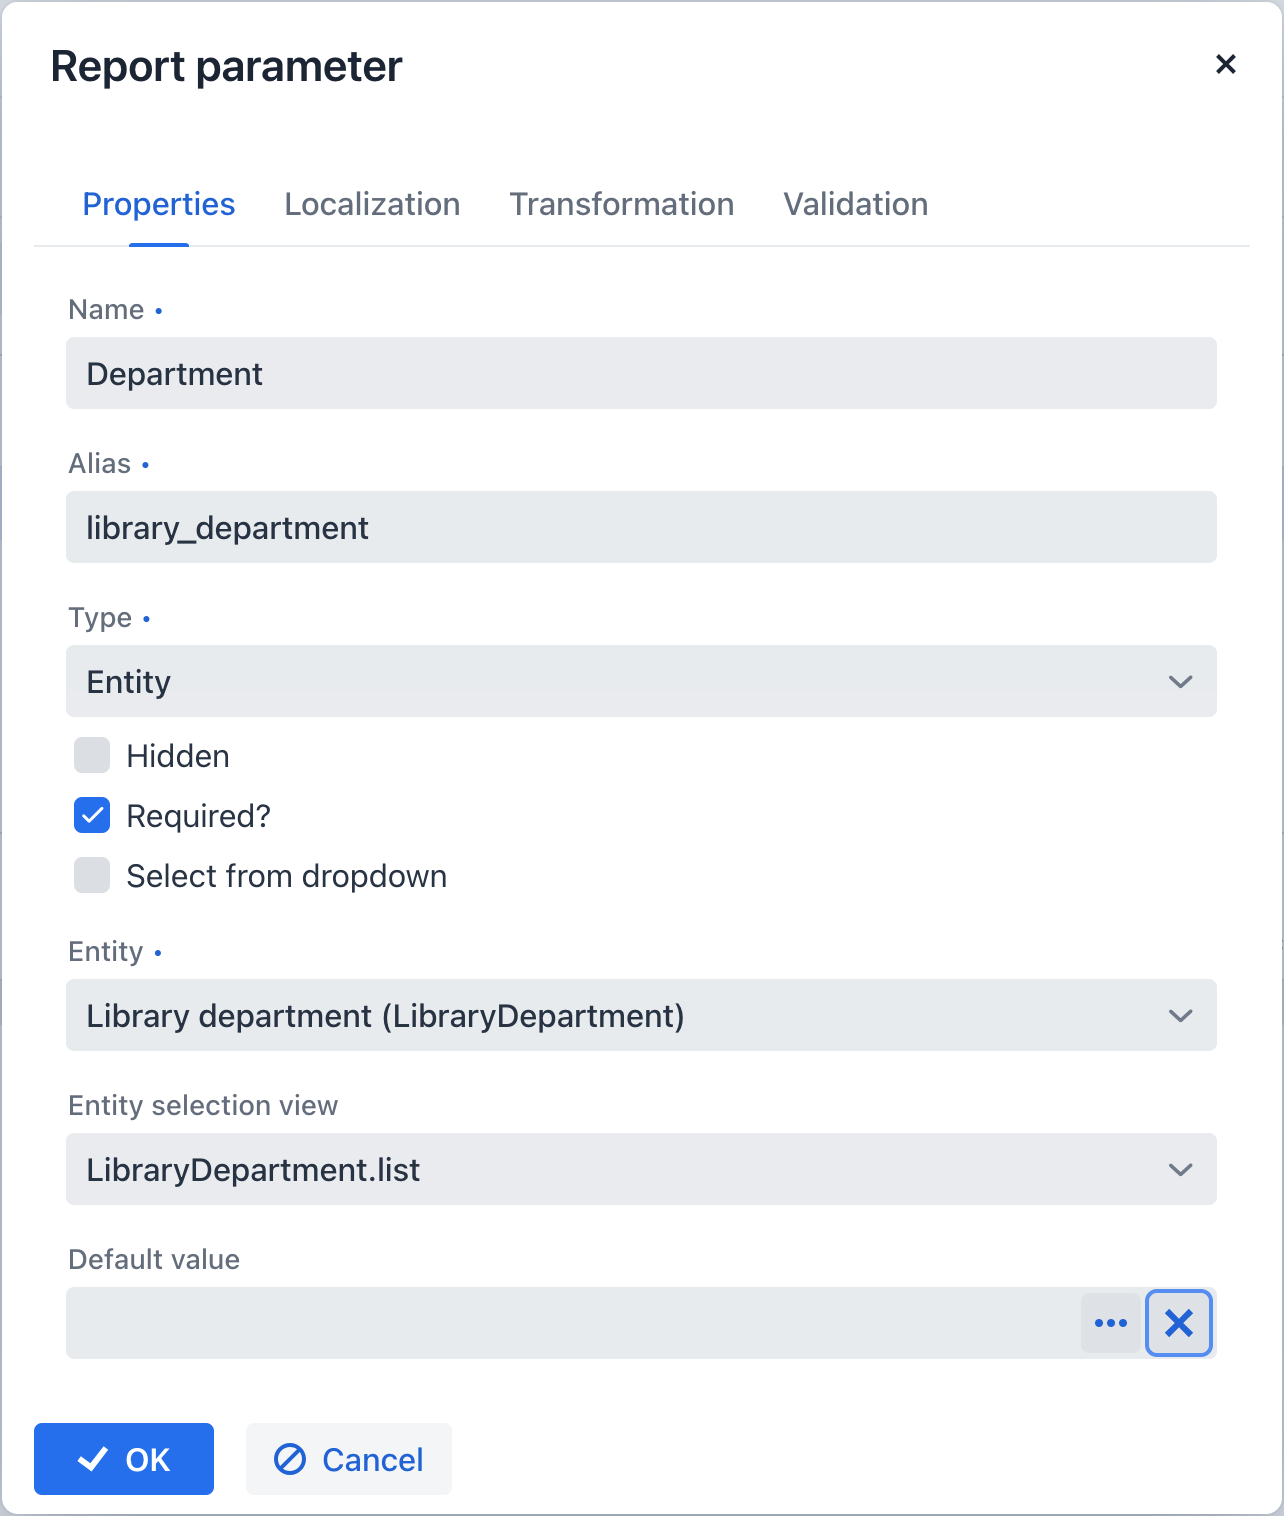 Report parameter
Properties Localization Transformation Validation
Name •
Department
Alias •
library_department
Type •
Entity
Hidden
Required?
Select from dropdown
Entity •
Library department (LibraryDepartment)
Entity selection view
LibraryDepartment.list
Default value
OK Cancel